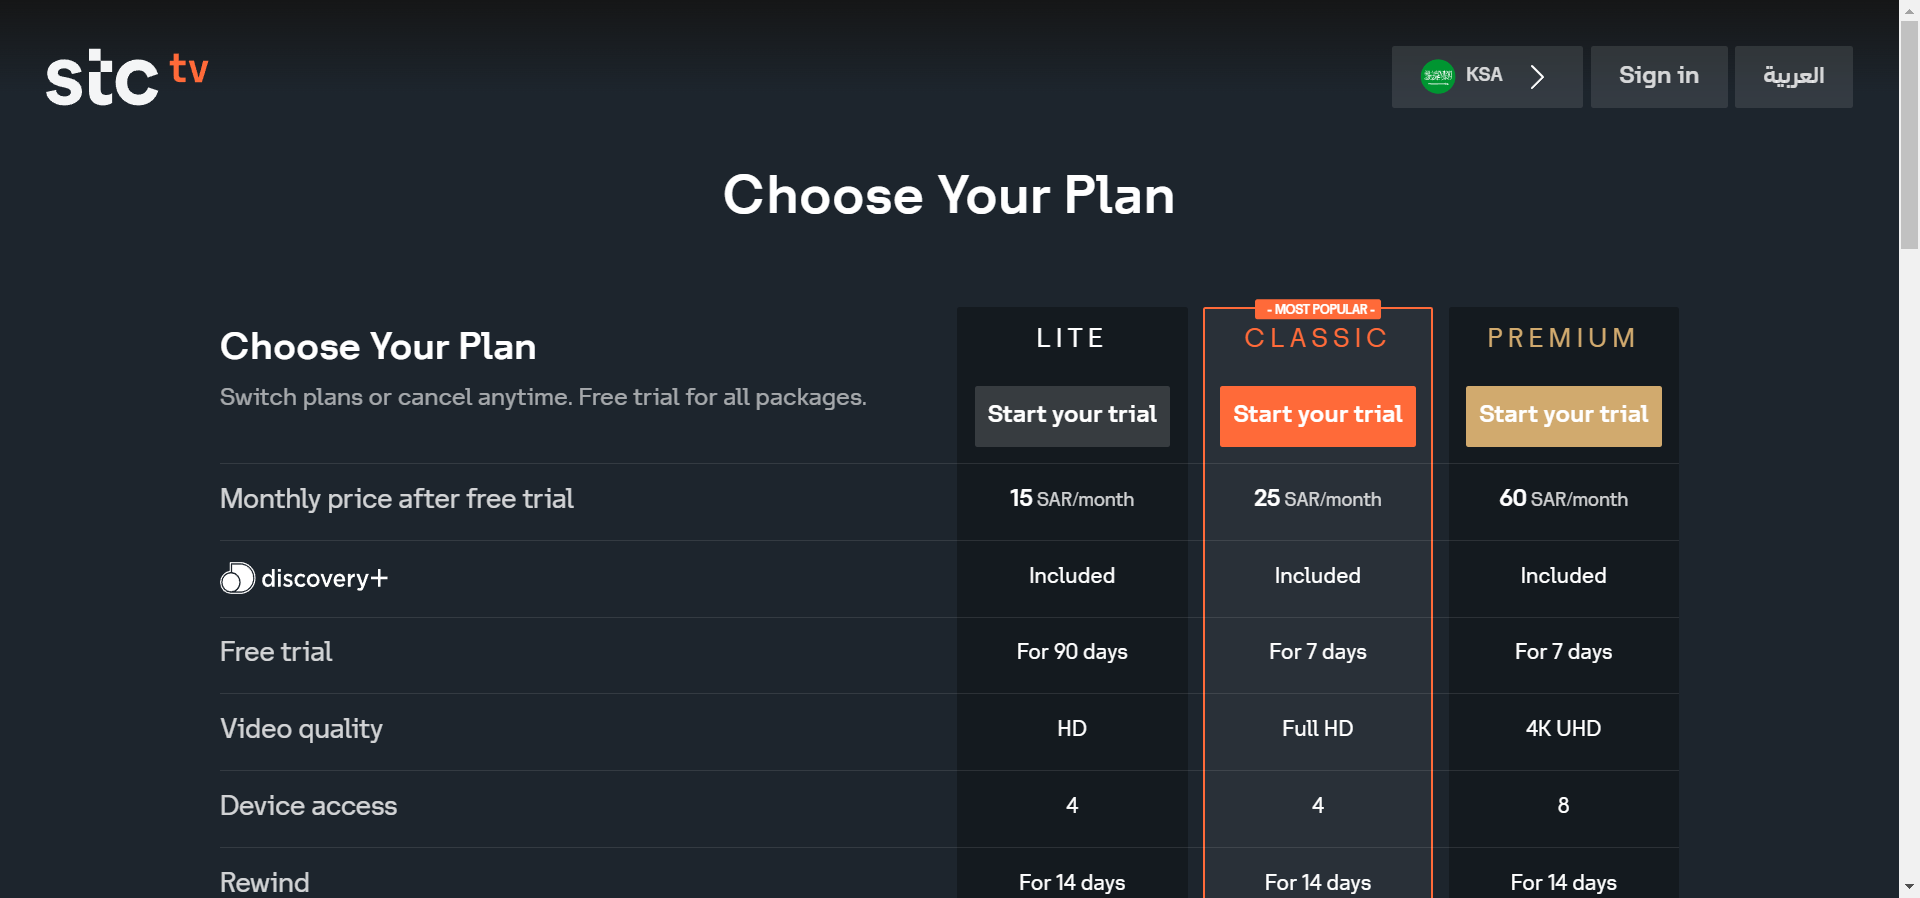 stc tv
KSA
Sign in
العربية
Choose Your Plan
Choose Your Plan
Switch plans or cancel anytime. Free trial for all packages.
LITE
Start your trial
- MOST POPULAR -
CLASSIC
Start your trial
PREMIUM
Start your trial
Monthly price after free trial 15 SAR/month 25 SAR/month 60 SAR/month
discovery+ Included Included Included
Free trial For 90 days For 7 days For 7 days
Video quality HD Full HD 4K UHD
Device access 4 4 8
Rewind For 14 days For 14 days For 14 days